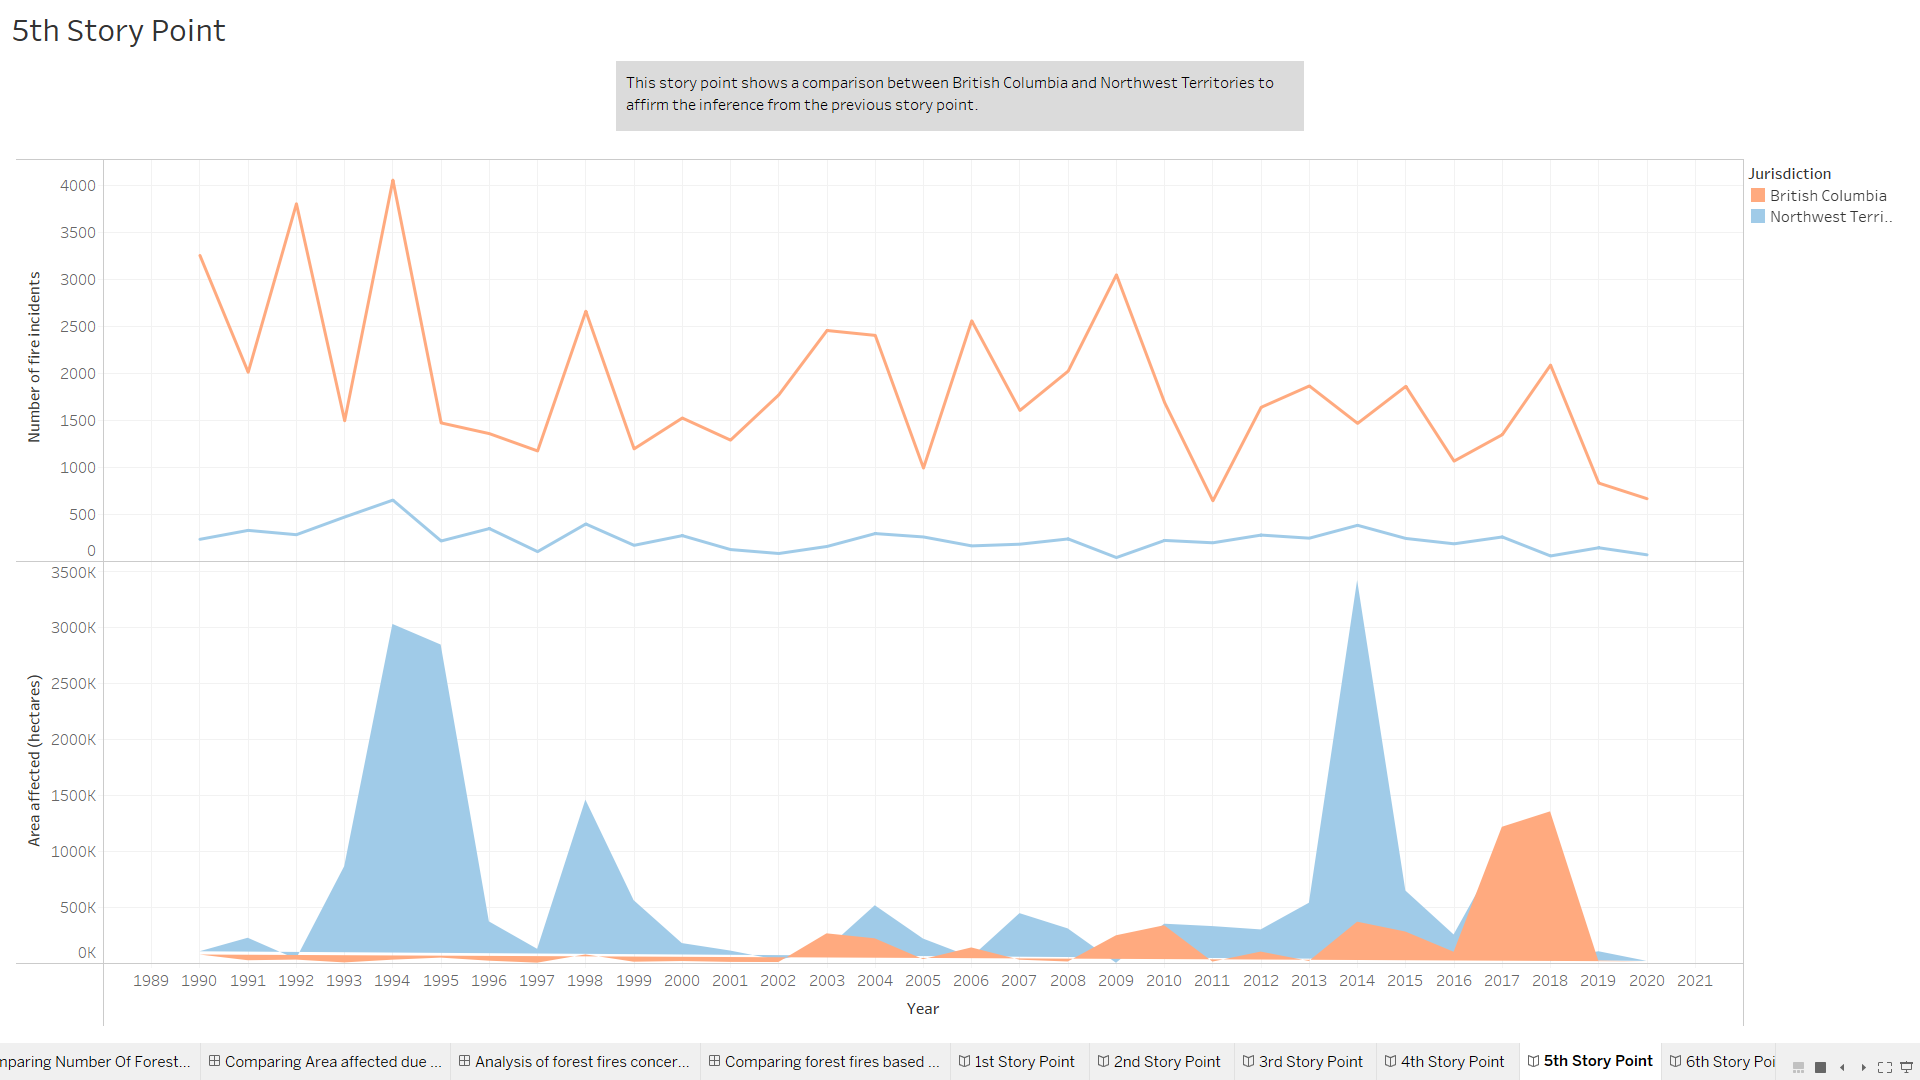 5th Story Point
This story point shows a comparison between British Columbia and Northwest Territories to
affirm the inference from the previous story point.
Jurisdiction
British Columbia
Northwest Terri..
Number of fire incidents
4000
3500
3000
2500
2000
1500
1000
500
0
Area affected (hectares)
3500K
3000K
2500K
2000K
1500K
1000K
500K
0K
1989 1990 1991 1992 1993 1994 1995 1996 1997 1998 1999 2000 2001 2002 2003 2004 2005 2006 2007 2008 2009 2010 2011 2012 2013 2014 2015 2016 2017 2018 2019 2020 2021
Year
mparing Number Of Forest... Comparing Area affected due ... Analysis of forest fires concer... Comparing forest fires based ... 1st Story Point 2nd Story Point 3rd Story Point 4th Story Point 5th Story Point 6th Story Poi